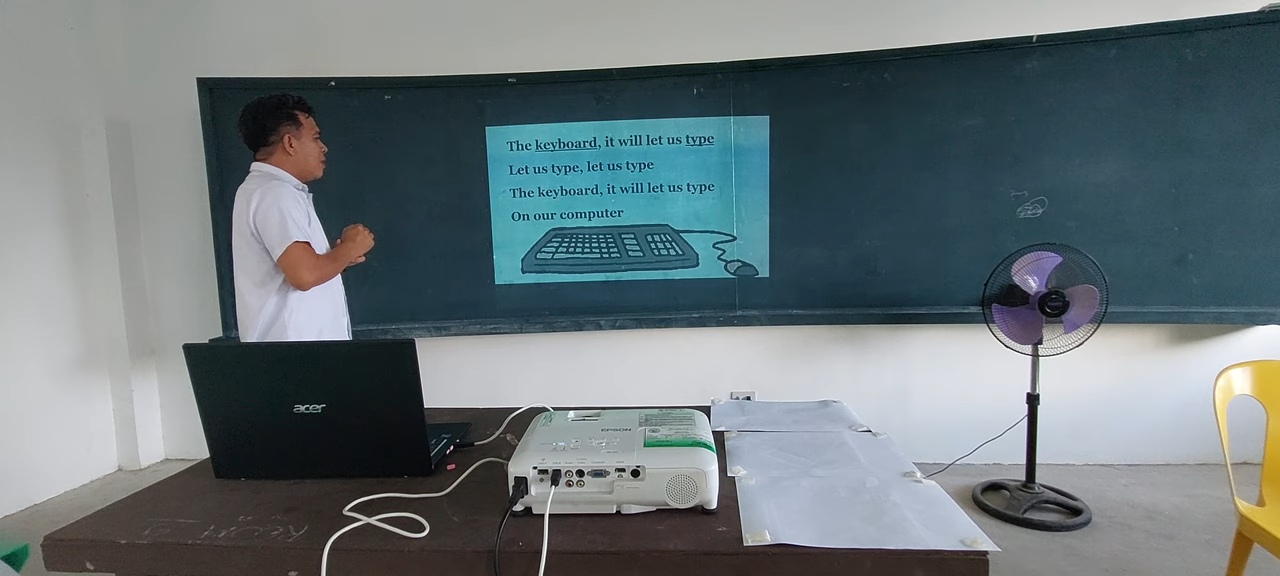 The keyboard, it will let us type
Let us type, let us type
The keyboard, it will let us type
On our computer
acer
EPSON